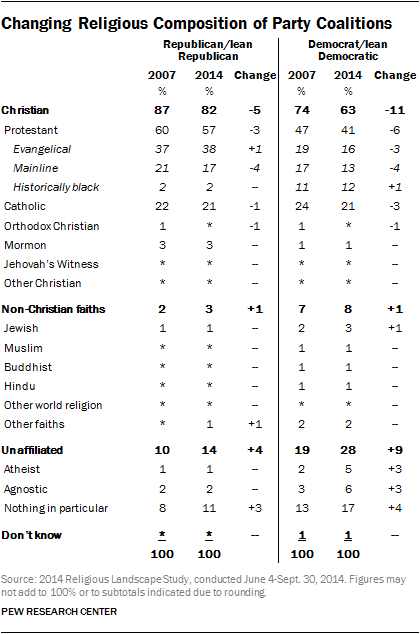 Changing Religious Composition of Party Coalitions
Republican/lean Democrat/lean
Republican Democratic
2007 2014 Change 2007 2014 Change
% % % %
Christian 87 82 -5 74 63 -11
Protestant 60 57 -3 47 41 -6
Evangelical 37 38 +1 19 16 -3
Mainline 21 17 -4 17 13 -4
Historically black 2 2 -- 11 12 +1
Catholic 22 21 -1 24 21 -3
Orthodox Christian 1 * -1 1 * -1
Mormon 3 3 -- 1 1 --
Jehovah's Witness * * -- * * --
Other Christian * * -- * * --
Non-Christian faiths 2 3 +1 7 8 +1
Jewish 1 1 -- 2 3 +1
Muslim * * -- 1 1 --
Buddhist * * -- 1 1 --
Hindu * * -- 1 1 --
Other world religion * * -- * * --
Other faiths * 1 +1 2 2 --
Unaffiliated 10 14 +4 19 28 +9
Atheist 1 1 -- 2 5 +3
Agnostic 2 2 -- 3 6 +3
Nothing in particular 8 11 +3 13 17 +4
Don't know * * -- 1 1 --
100 100 100 100
Source: 2014 Religious Landscape Study, conducted June 4-Sept. 30, 2014. Figures may
not add to 100% or to subtotals indicated due to rounding.
PEW RESEARCH CENTER